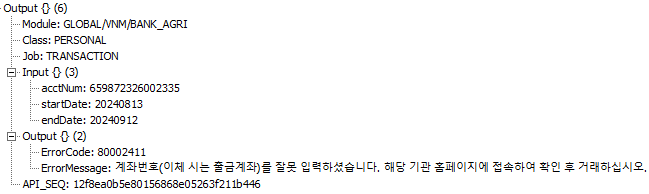 Output {} (6)
Module: GLOBAL/VNM/BANK_AGRI
Class: PERSONAL
Job: TRANSACTION
Input {} (3)
acctNum: 659872326002335
startDate: 20240813
endDate: 20240912
Output {} (2)
ErrorCode: 80002411
ErrorMessage: 계좌번호(이체 시는 출금계좌)를 잘못 입력하셨습니다. 해당 기관 홈페이지에 접속하여 확인 후 거래하십시오.
API_SEQ: 12f8ea0b5e80156868e05263f211b446